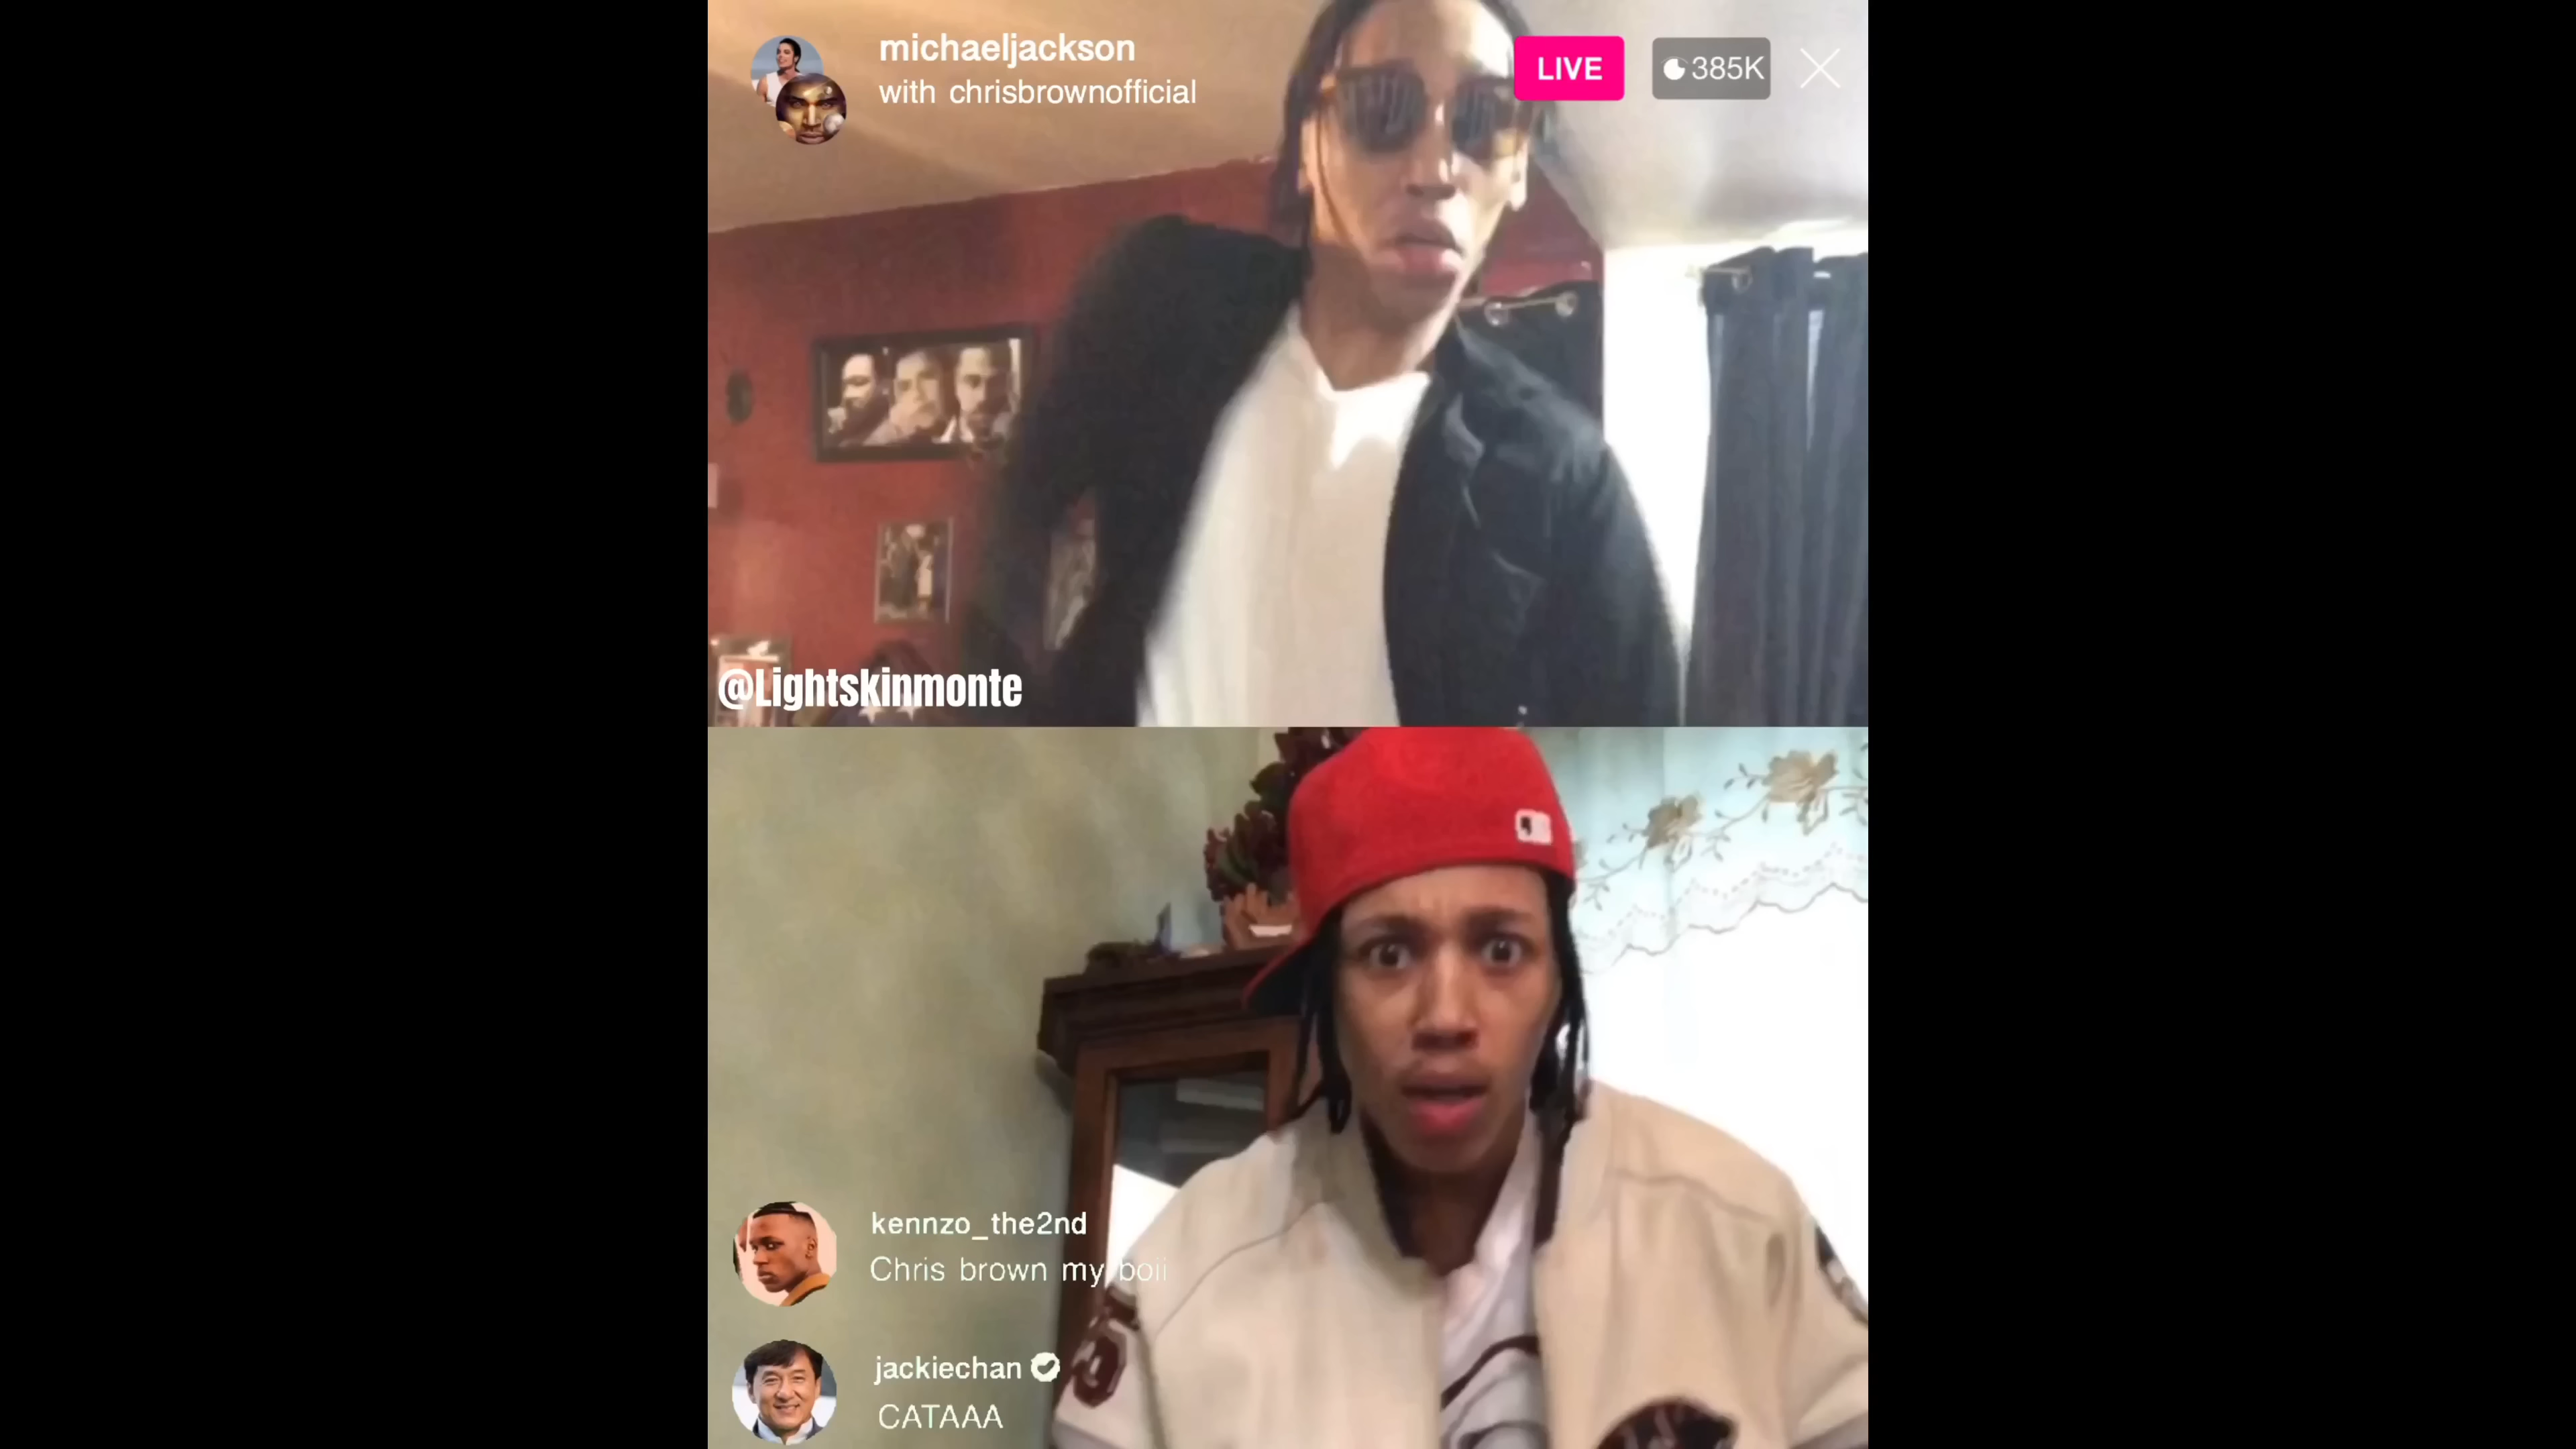 michaeljackson
with chrisbrownofficial
LIVE
385K
@Lightskinmonte
kennzo_the2nd
Chris brown my boii
jackiechan
CATAAA